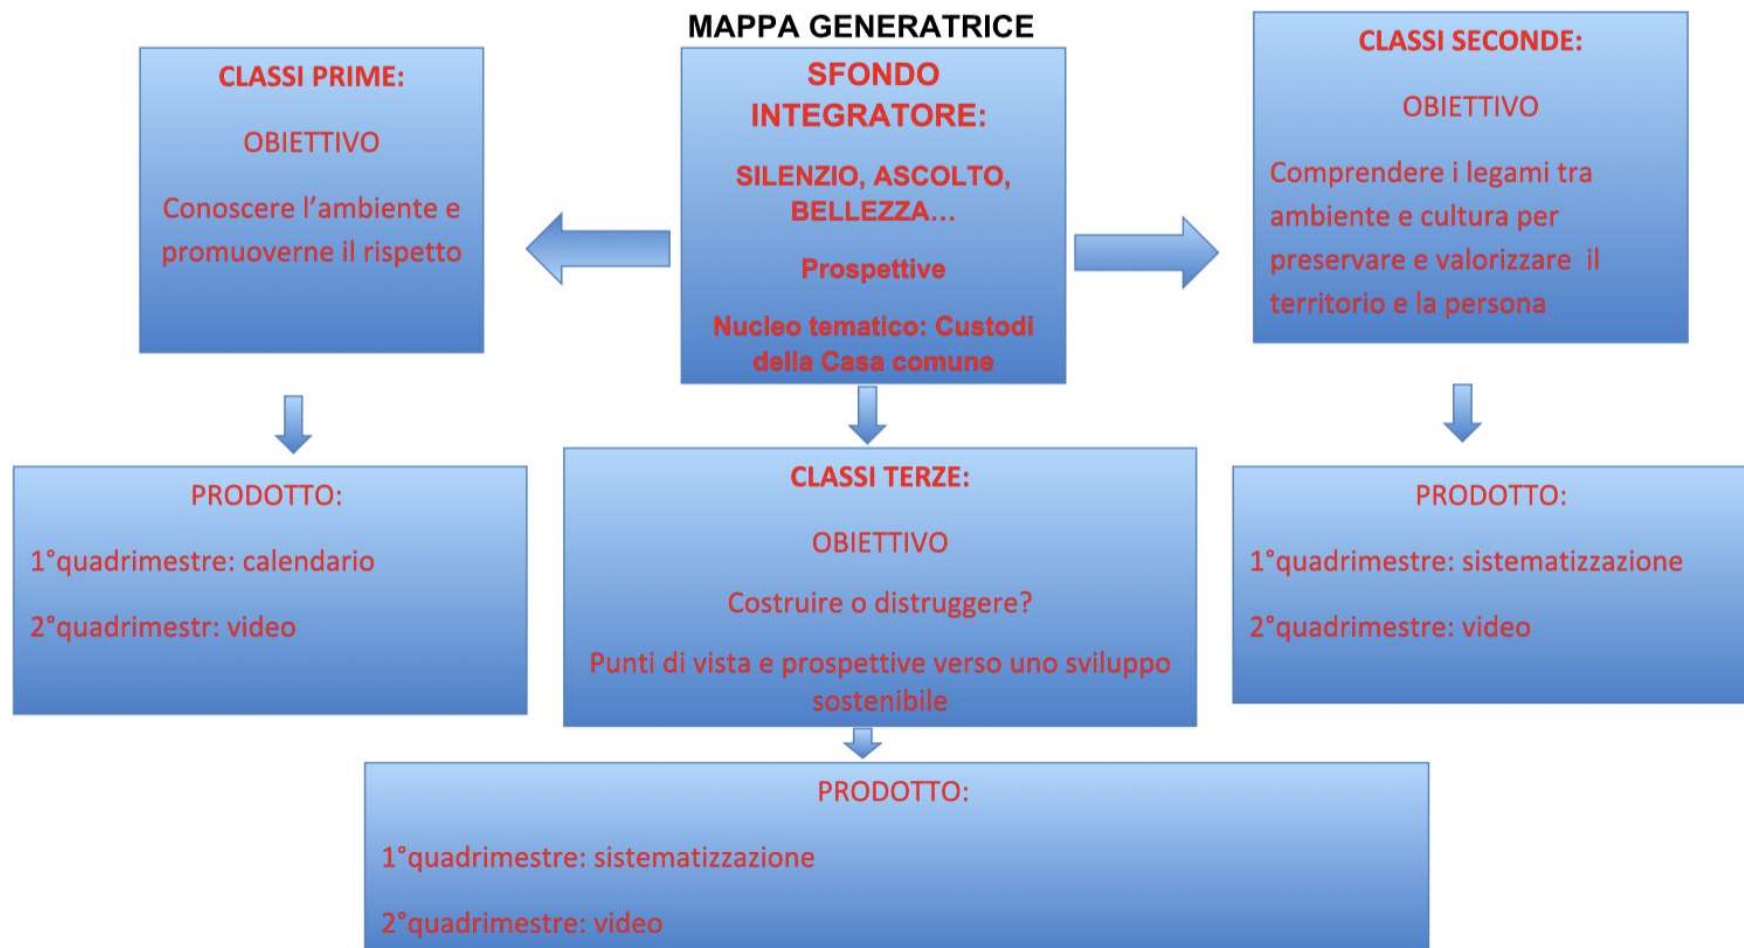 MAPPA GENERATRICE
CLASSI PRIME:
OBIETTIVO
Conoscere l’ambiente e
promuoverne il rispetto
SFONDO
INTEGRATORE:
SILENZIO, ASCOLTO,
BELLEZZA…
Prospettive
Nucleo tematico: Custodi
della Casa comune
CLASSI SECONDE:
OBIETTIVO
Comprendere i legami tra
ambiente e cultura per
preservare e valorizzare  il
territorio e la persona
PRODOTTO:
1°quadrimestre: calendario
2°quadrimestr: video
CLASSI TERZE:
OBIETTIVO
Costruire o distruggere?
Punti di vista e prospettive verso uno sviluppo
sostenibile
PRODOTTO:
1°quadrimestre: sistematizzazione
2°quadrimestre: video
PRODOTTO:
1°quadrimestre: sistematizzazione
2°quadrimestre: video